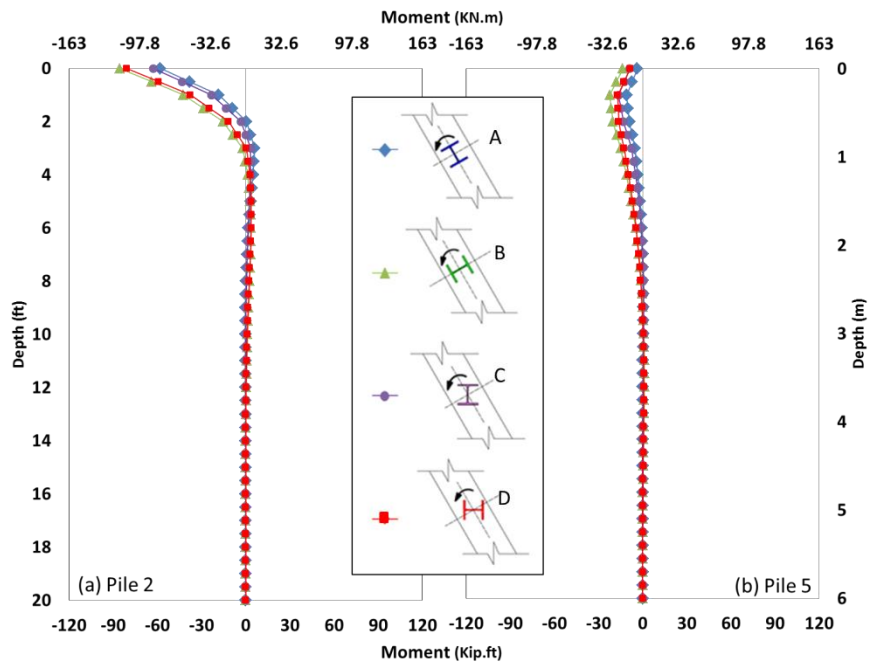 Moment (KN.m)
-163 -97.8 -32.6 32.6 97.8 163
-163 -97.8 -32.6 32.6 97.8 163
0
2
4
6
8
10
12
14
16
18
20
Depth (ft)
A
B
C
D
(a) Pile 2
(b) Pile 5
0
1
2
3
4
5
6
Depth (m)
-120 -90 -60 -30 0 30 60 90 120
-120 -90 -60 -30 0 30 60 90 120
Moment (Kip.ft)